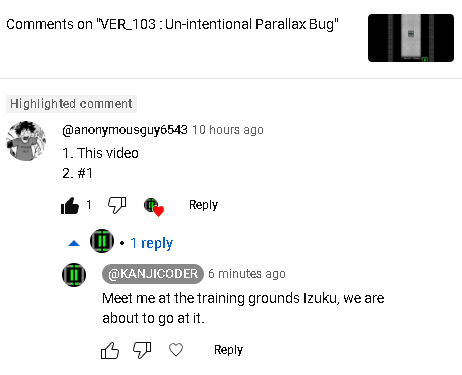 Comments on "VER_103 : Un-intentional Parallax Bug"
Highlighted comment
@anonymousguy6543 10 hours ago
1. This video
2. #1
1 Reply
• 1 reply
@KANJICODER 6 minutes ago
Meet me at the training grounds Izuku, we are
about to go at it.
Reply